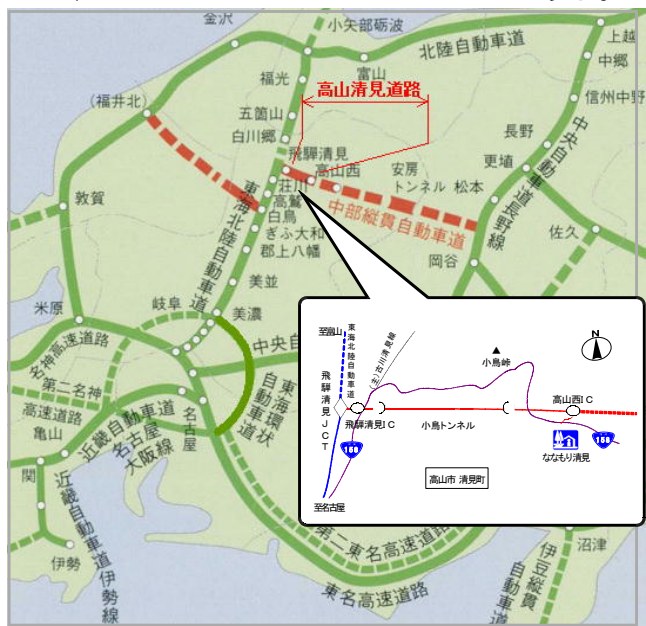 金沢
小矢部砺波
北陸自動車道
上越
中郷
信州中野
福光
富山
高山清見道路
(福井北)
五箇山
白川郷
長野
中央自動車道長野線
飛騨清見
高山西
安房
トンネル
松本
更埴
荘川
高鷲
白鳥
ぎふ大和
郡上八幡
中部縦貫自動車道
東海北陸自動車道
敦賀
佐久
岡谷
美並
米原
岐阜
美濃
名神高速道路
中央自
第二名神
東海環状
自動車道
高速道路
名古屋
亀山
近畿自動車道
名古屋
大阪線
関
近畿自動車道伊勢線
伊勢
第二東名高速道路
東名高速道路
沼津
伊豆縦貫
自動車道
至富山
東海北陸自動車道
(主)古川清見線
小鳥峠
N
飛騨清見JCT
飛騨清見IC
小鳥トンネル
高山西IC
158
158
ななもり清見
高山市 清見町
至名古屋